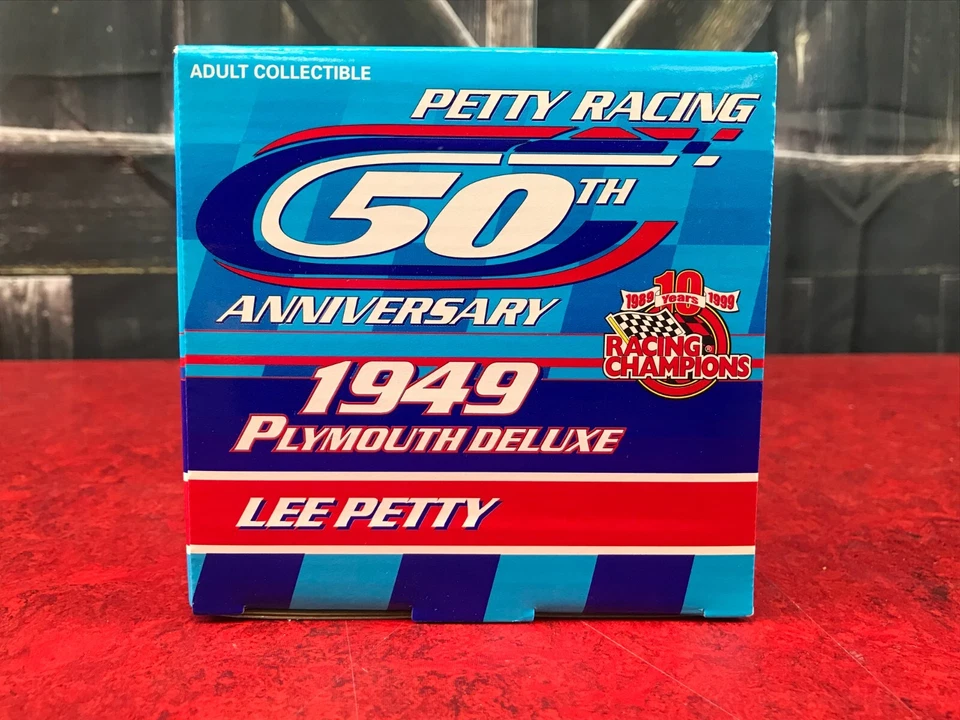 ADULT COLLECTIBLE
PETTY RACING
50TH
ANNIVERSARY
1989 10 Years 1999
RACING®
CHAMPIONS
1949
PLYMOUTH DELUXE
LEE PETTY